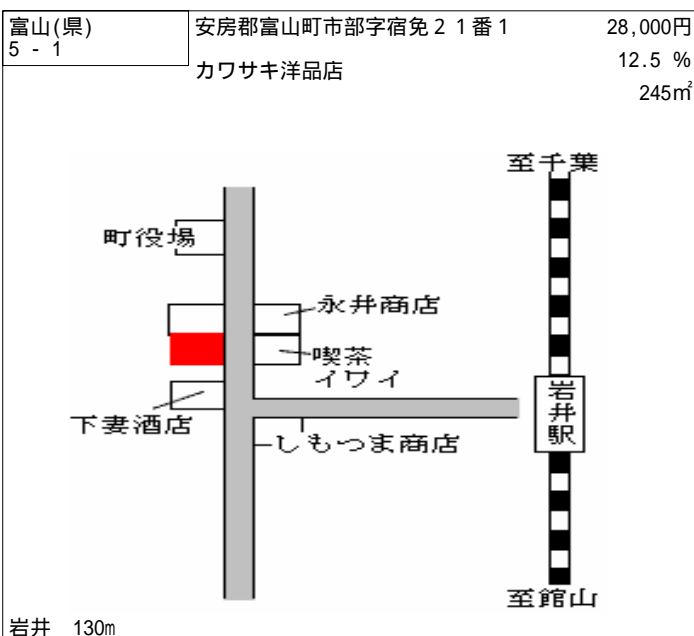 富山(県)
5 - 1
安房郡富山町市部字宿免２１番１
28,000円
カワサキ洋品店
12.5 %
245㎡
至千葉
町役場
永井商店
喫茶
イワイ
岩井駅
下妻酒店
しもつま商店
至館山
岩井　130m